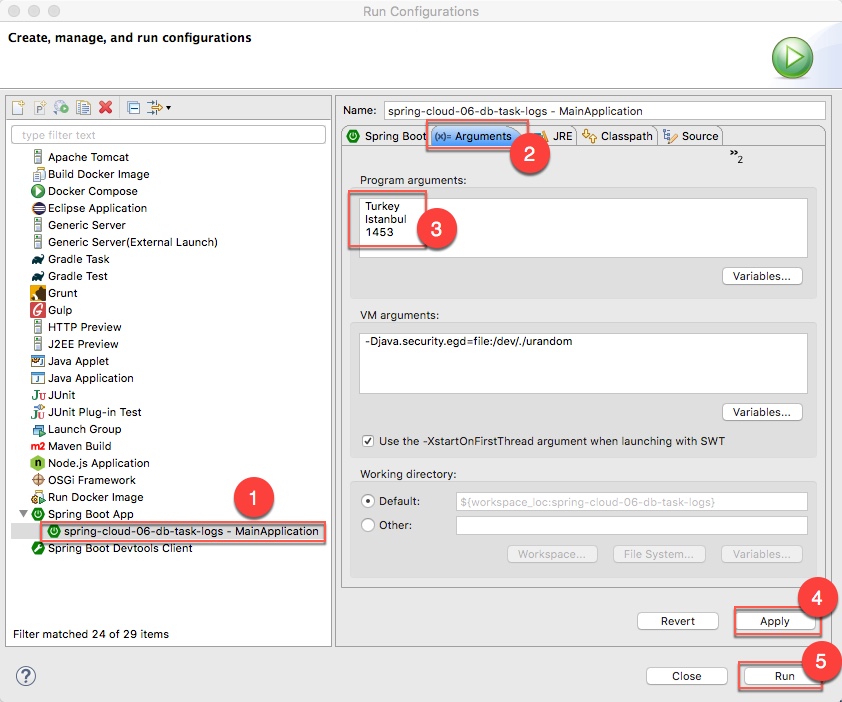 Run Configurations
Create, manage, and run configurations
type filter text
Apache Tomcat
Build Docker Image
Docker Compose
Eclipse Application
Generic Server
Generic Server(External Launch)
Gradle Task
Gradle Test
Grunt
Gulp
HTTP Preview
J2EE Preview
Java Applet
Java Application
JUnit
JUnit Plug-in Test
Launch Group
m2 Maven Build
Node.js Application
OSGi Framework
Run Docker Image
1
Spring Boot App
spring-cloud-06-db-task-logs - MainApplication
Spring Boot Devtools Client
Filter matched 24 of 29 items
Name: spring-cloud-06-db-task-logs - MainApplication
Spring Boot (x)= Arguments JRE Classpath Source
»2
2
Program arguments:
Turkey
Istanbul
1453
3
Variables...
VM arguments:
-Djava.security.egd=file:/dev/./urandom
Variables...
Use the -XstartOnFirstThread argument when launching with SWT
Working directory:
Default: ${workspace_loc:spring-cloud-06-db-task-logs}
Other:
Workspace... File System... Variables...
4
Revert Apply
5
? Close Run